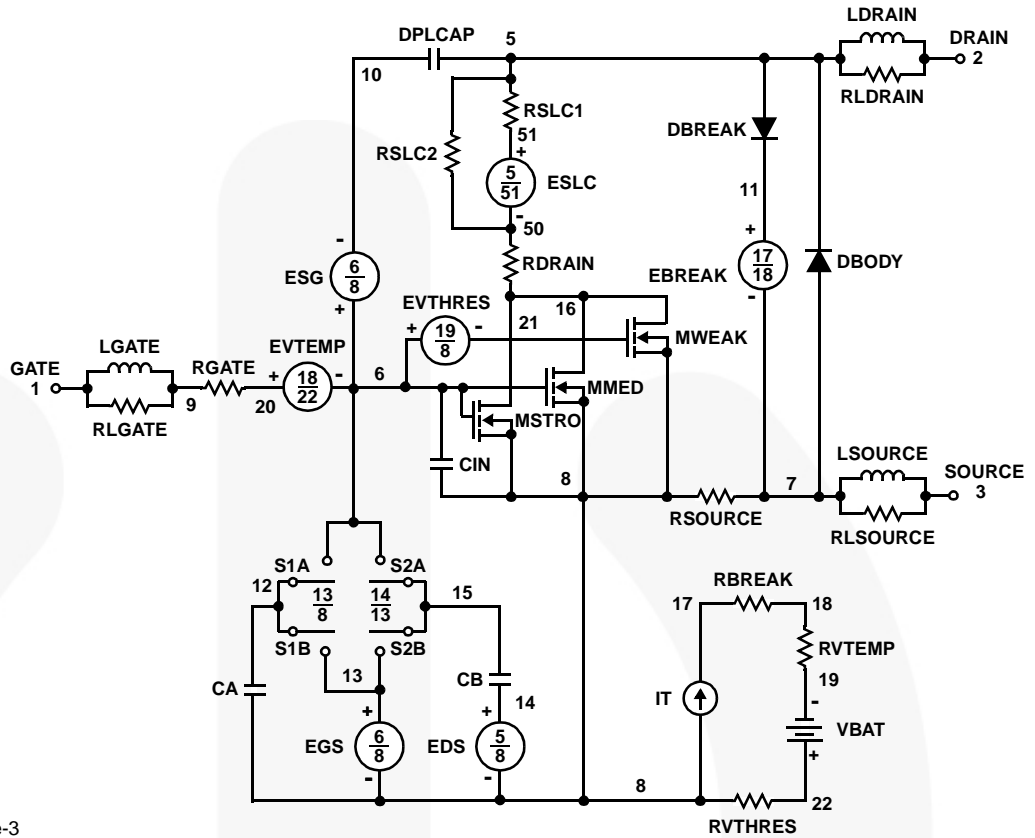 LDRAIN
DPLCAP
5
DRAIN
2
10
RLDRAIN
RSLC1
51
+
DBREAK
RSLC2
5
51
ESLC
11
-
50
-
+
17
18
RDRAIN
EBREAK
DBODY
ESG
6
8
EVTHRES
16
-
+
+
19
8
-
21
MWEAK
LGATE
EVTEMP
GATE
1
RGATE
+
18
22
-
6
MMED
9
20
RLGATE
MSTRO
CIN
LSOURCE
8
7
SOURCE
3
RSOURCE
RLSOURCE
S1A
S2A
12
13
8
14
13
15
RBREAK
17
18
S1B
S2B
RVTEMP
13
CB
19
CA
14
IT
-
+
+
VBAT
EGS
6
8
EDS
5
8
+
-
-
8
22
RVTHRES
e-3